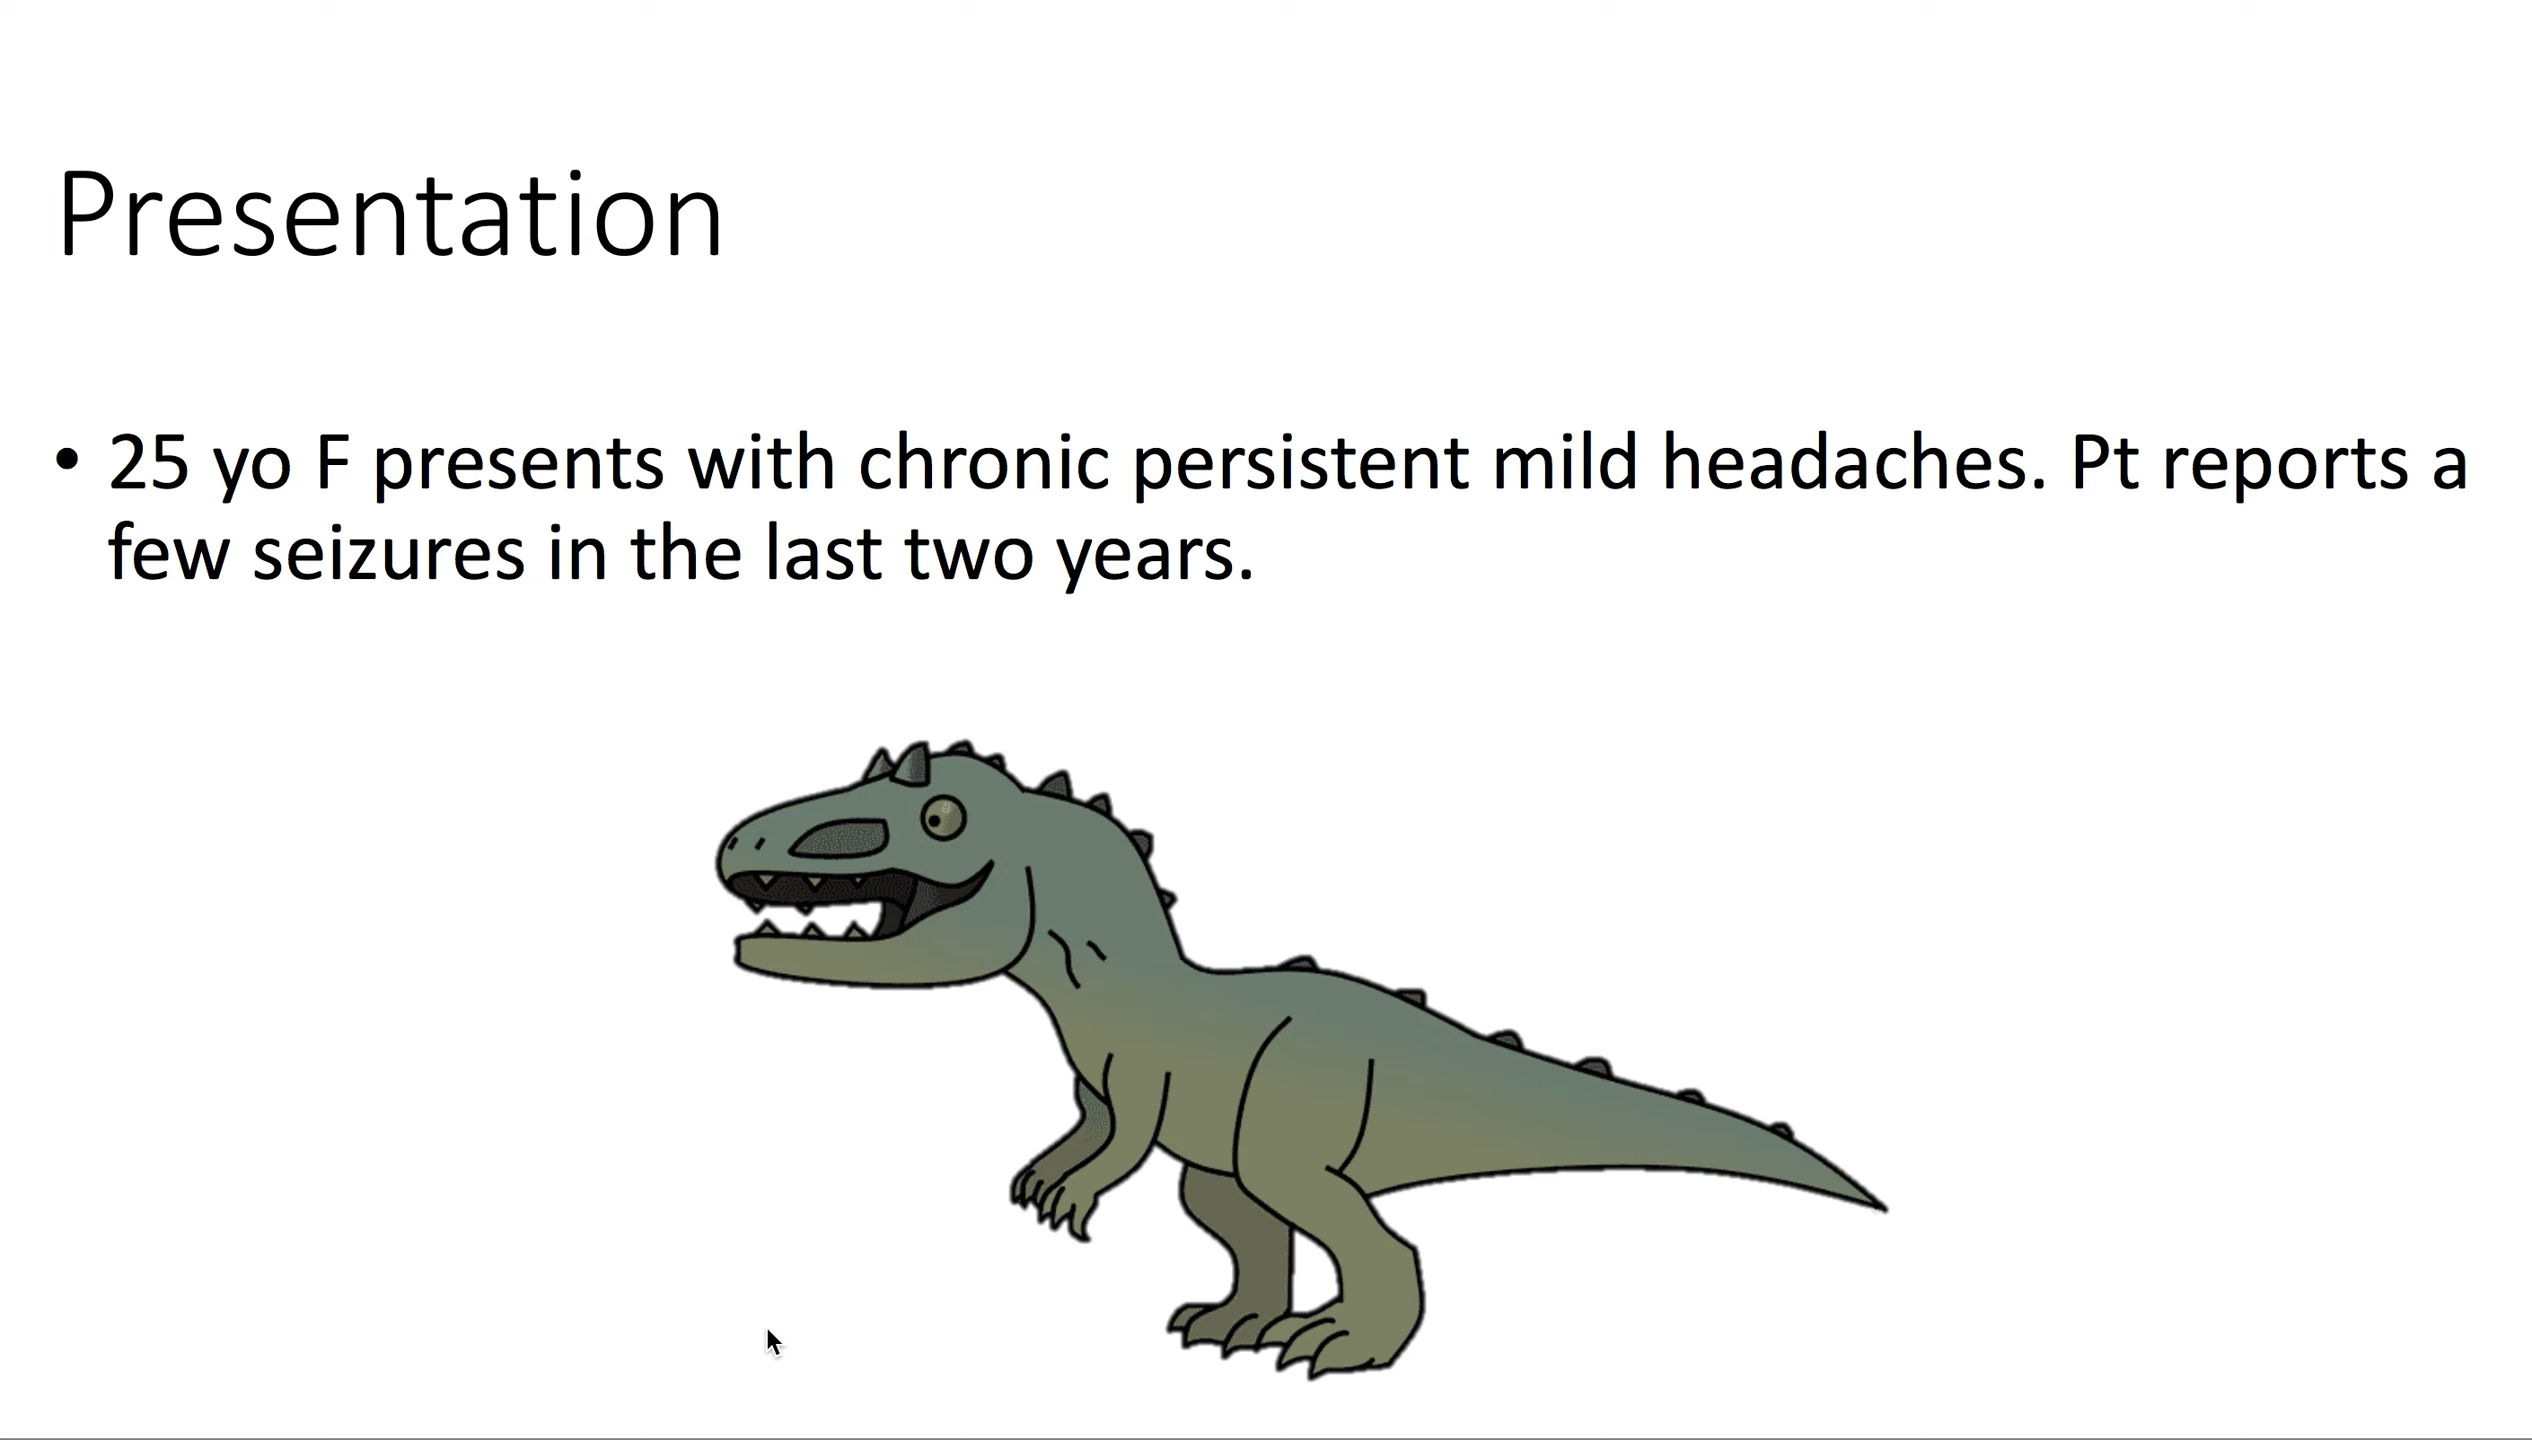 Presentation
• 25 yo F presents with chronic persistent mild headaches. Pt reports a
few seizures in the last two years.